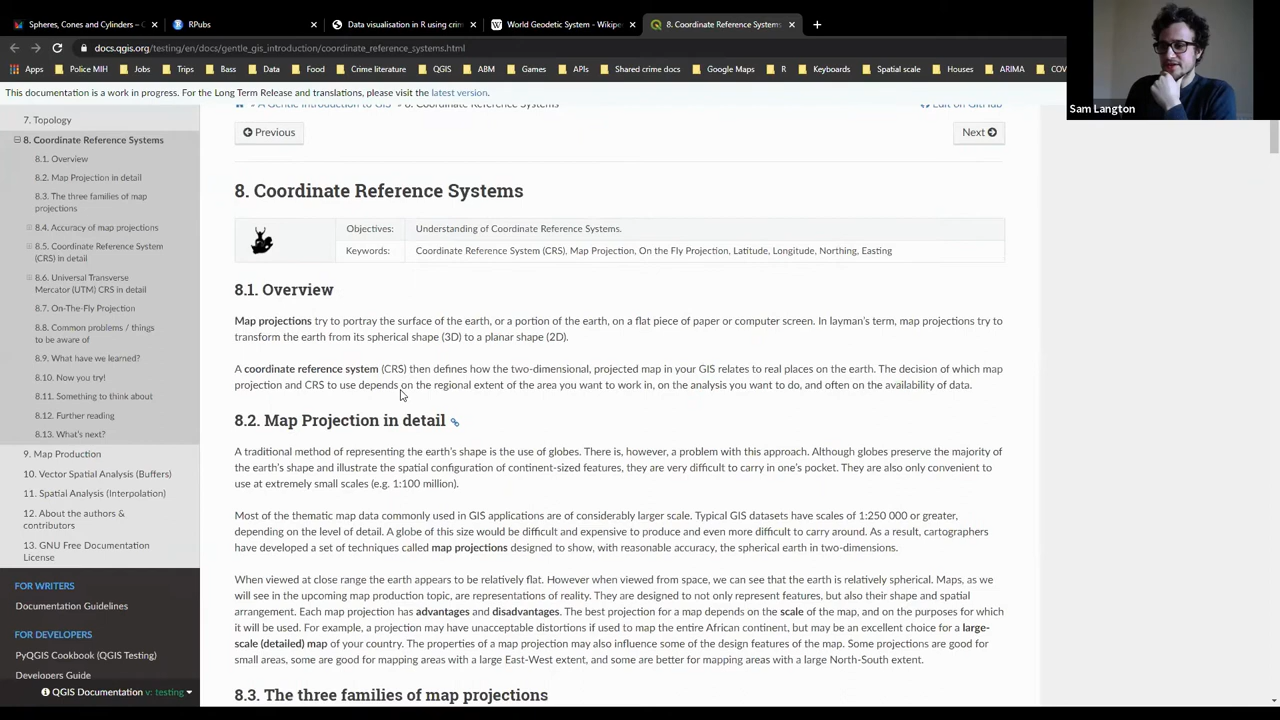 Spheres, Cones and Cylinders – C
RPubs
Data visualisation in R using crim
World Geodetic System - Wikipe
8. Coordinate Reference Systems
docs.qgis.org/testing/en/docs/gentle_gis_introduction/coordinate_reference_systems.html
Apps Police MIH Jobs Trips Bass Data Food Crime literature QGIS ABM Games APIs Shared crime docs Google Maps R Keyboards Spatial scale Houses ARIMA COV
Sam Langton
This documentation is a work in progress. For the Long Term Release and translations, please visit the latest version.
A Gentle Introduction to GIS » 8. Coordinate Reference Systems
Edit on GitHub
7. Topology
8. Coordinate Reference Systems
8.1. Overview
8.2. Map Projection in detail
8.3. The three families of map
projections
8.4. Accuracy of map projections
8.5. Coordinate Reference System
(CRS) in detail
8.6. Universal Transverse
Mercator (UTM) CRS in detail
8.7. On-The-Fly Projection
8.8. Common problems / things
to be aware of
8.9. What have we learned?
8.10. Now you try!
8.11. Something to think about
8.12. Further reading
8.13. What's next?
9. Map Production
10. Vector Spatial Analysis (Buffers)
11. Spatial Analysis (Interpolation)
12. About the authors &
contributors
13. GNU Free Documentation
License
FOR WRITERS
Documentation Guidelines
FOR DEVELOPERS
PyQGIS Cookbook (QGIS Testing)
Developers Guide
QGIS Documentation v: testing
Previous
Next
8. Coordinate Reference Systems
Objectives: Understanding of Coordinate Reference Systems.
Keywords: Coordinate Reference System (CRS), Map Projection, On the Fly Projection, Latitude, Longitude, Northing, Easting
8.1. Overview
Map projections try to portray the surface of the earth, or a portion of the earth, on a flat piece of paper or computer screen. In layman's term, map projections try to
transform the earth from its spherical shape (3D) to a planar shape (2D).
A coordinate reference system (CRS) then defines how the two-dimensional, projected map in your GIS relates to real places on the earth. The decision of which map
projection and CRS to use depends on the regional extent of the area you want to work in, on the analysis you want to do, and often on the availability of data.
8.2. Map Projection in detail
A traditional method of representing the earth's shape is the use of globes. There is, however, a problem with this approach. Although globes preserve the majority of
the earth's shape and illustrate the spatial configuration of continent-sized features, they are very difficult to carry in one's pocket. They are also only convenient to
use at extremely small scales (e.g. 1:100 million).
Most of the thematic map data commonly used in GIS applications are of considerably larger scale. Typical GIS datasets have scales of 1:250 000 or greater,
depending on the level of detail. A globe of this size would be difficult and expensive to produce and even more difficult to carry around. As a result, cartographers
have developed a set of techniques called map projections designed to show, with reasonable accuracy, the spherical earth in two-dimensions.
When viewed at close range the earth appears to be relatively flat. However when viewed from space, we can see that the earth is relatively spherical. Maps, as we
will see in the upcoming map production topic, are representations of reality. They are designed to not only represent features, but also their shape and spatial
arrangement. Each map projection has advantages and disadvantages. The best projection for a map depends on the scale of the map, and on the purposes for which
it will be used. For example, a projection may have unacceptable distortions if used to map the entire African continent, but may be an excellent choice for a large-
scale (detailed) map of your country. The properties of a map projection may also influence some of the design features of the map. Some projections are good for
small areas, some are good for mapping areas with a large East-West extent, and some are better for mapping areas with a large North-South extent.
8.3. The three families of map projections